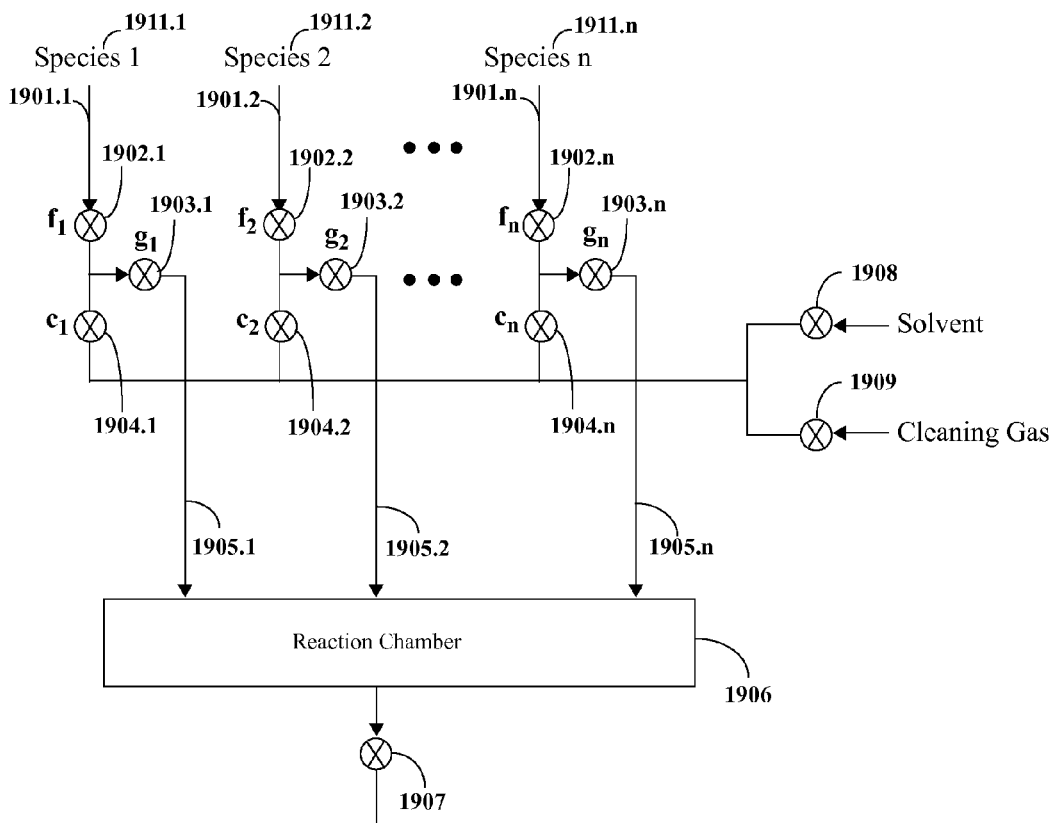 1911.1 1911.2 1911.n
Species 1 Species 2 Species n
1901.1 1901.2 1901.n
1902.1 1902.2 1902.n
1903.1 1903.2 1903.n
f1 f2 fn
g1 g2 gn
1908
c1 c2 cn
Solvent
1909
1904.1 1904.2 1904.n
Cleaning Gas
1905.1 1905.2 1905.n
Reaction Chamber
1906
1907